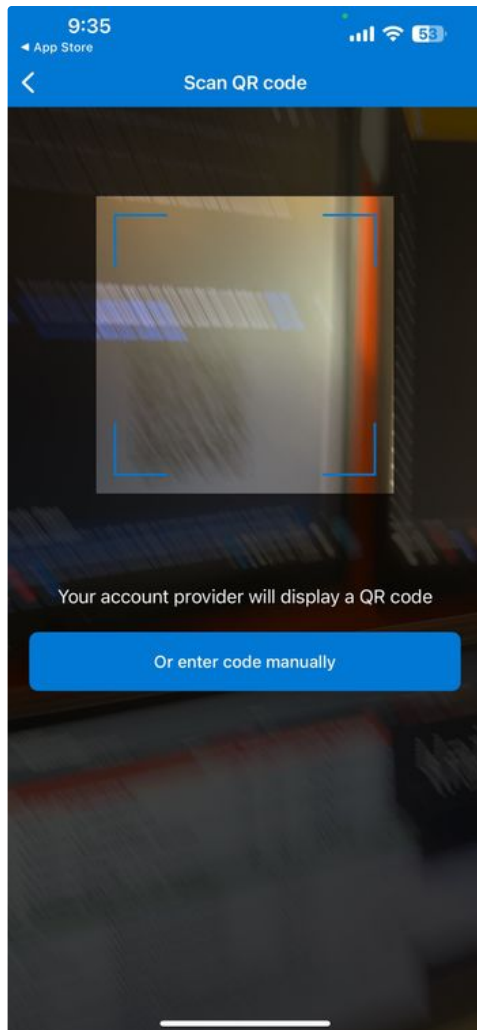 9:35
53
◀ App Store
Scan QR code
Your account provider will display a QR code
Or enter code manually